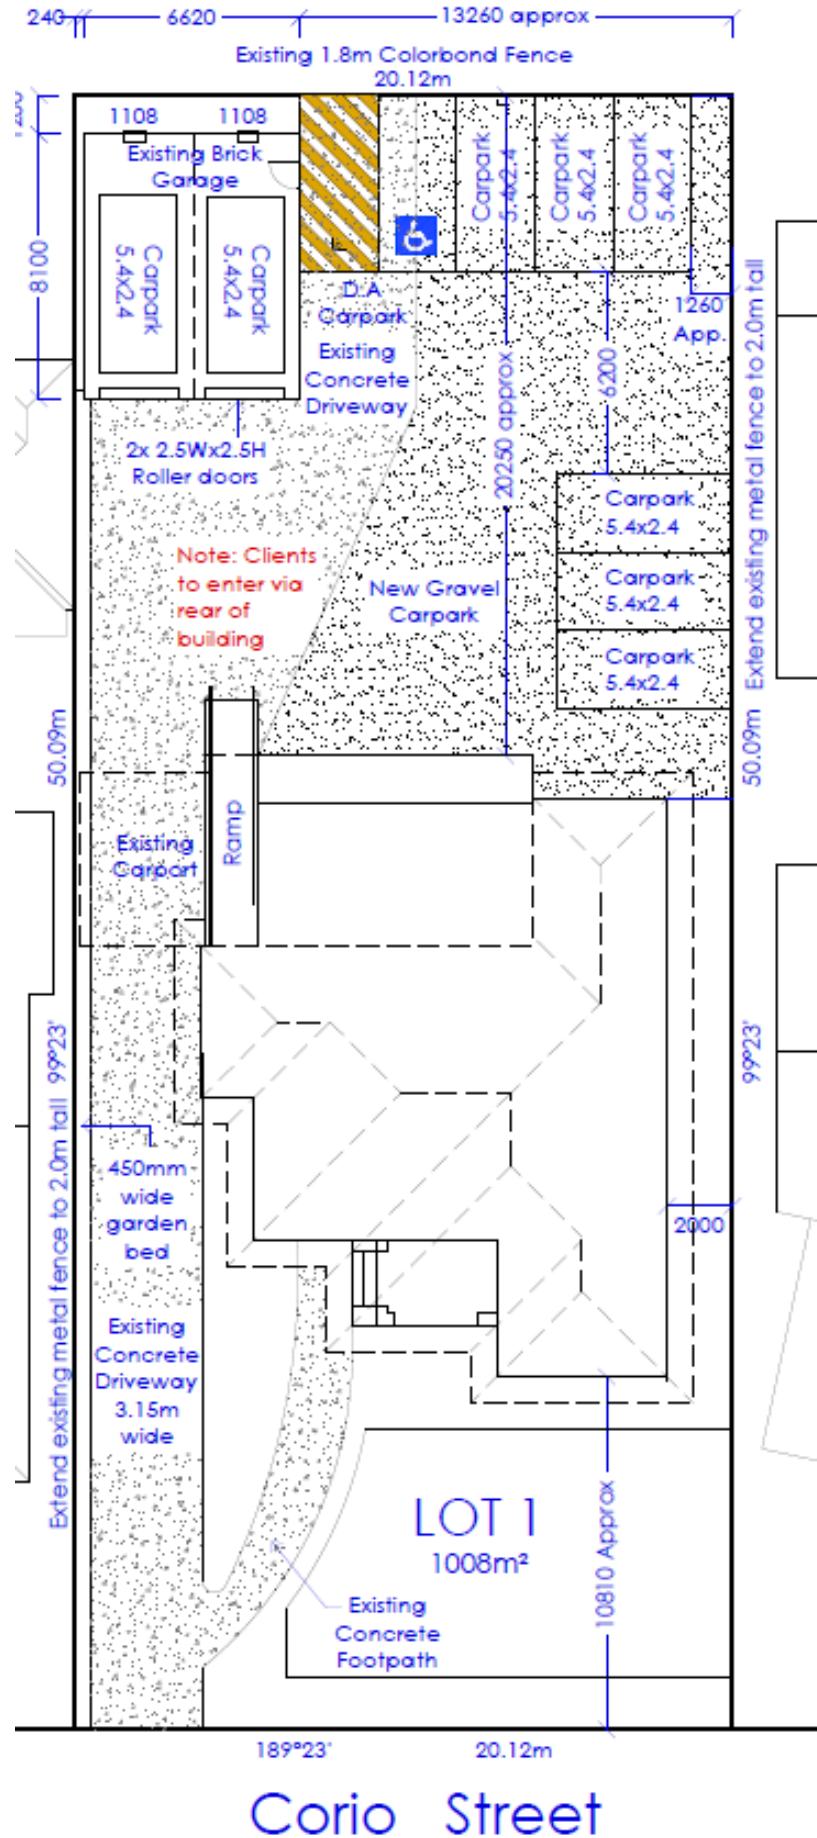 240
6620
13260 approx
Existing 1.8m Colorbond Fence
20.12m
1108
1108
Existing Brick
Garage
8100
Carpark
5.4x2.4
Carpark
5.4x2.4
Carpark
5.4x2.4
Carpark
5.4x2.4
Carpark
5.4x2.4
D.A
Carpark
1260
App.
Existing
Concrete
Driveway
20250 approx
6200
2x 2.5Wx2.5H
Roller doors
Carpark
5.4x2.4
Carpark
5.4x2.4
Carpark
5.4x2.4
Note: Clients
to enter via
rear of
building
New Gravel
Carpark
Extend existing metal fence to 2.0m tall
50.09m
50.09m
Existing
Carport
Ramp
99°23'
99°23'
Extend existing metal fence to 2.0m tall
450mm
wide
garden
bed
2000
Existing
Concrete
Driveway
3.15m
wide
LOT 1
1008m²
10810 Approx
Existing
Concrete
Footpath
189°23'
20.12m
Corio Street